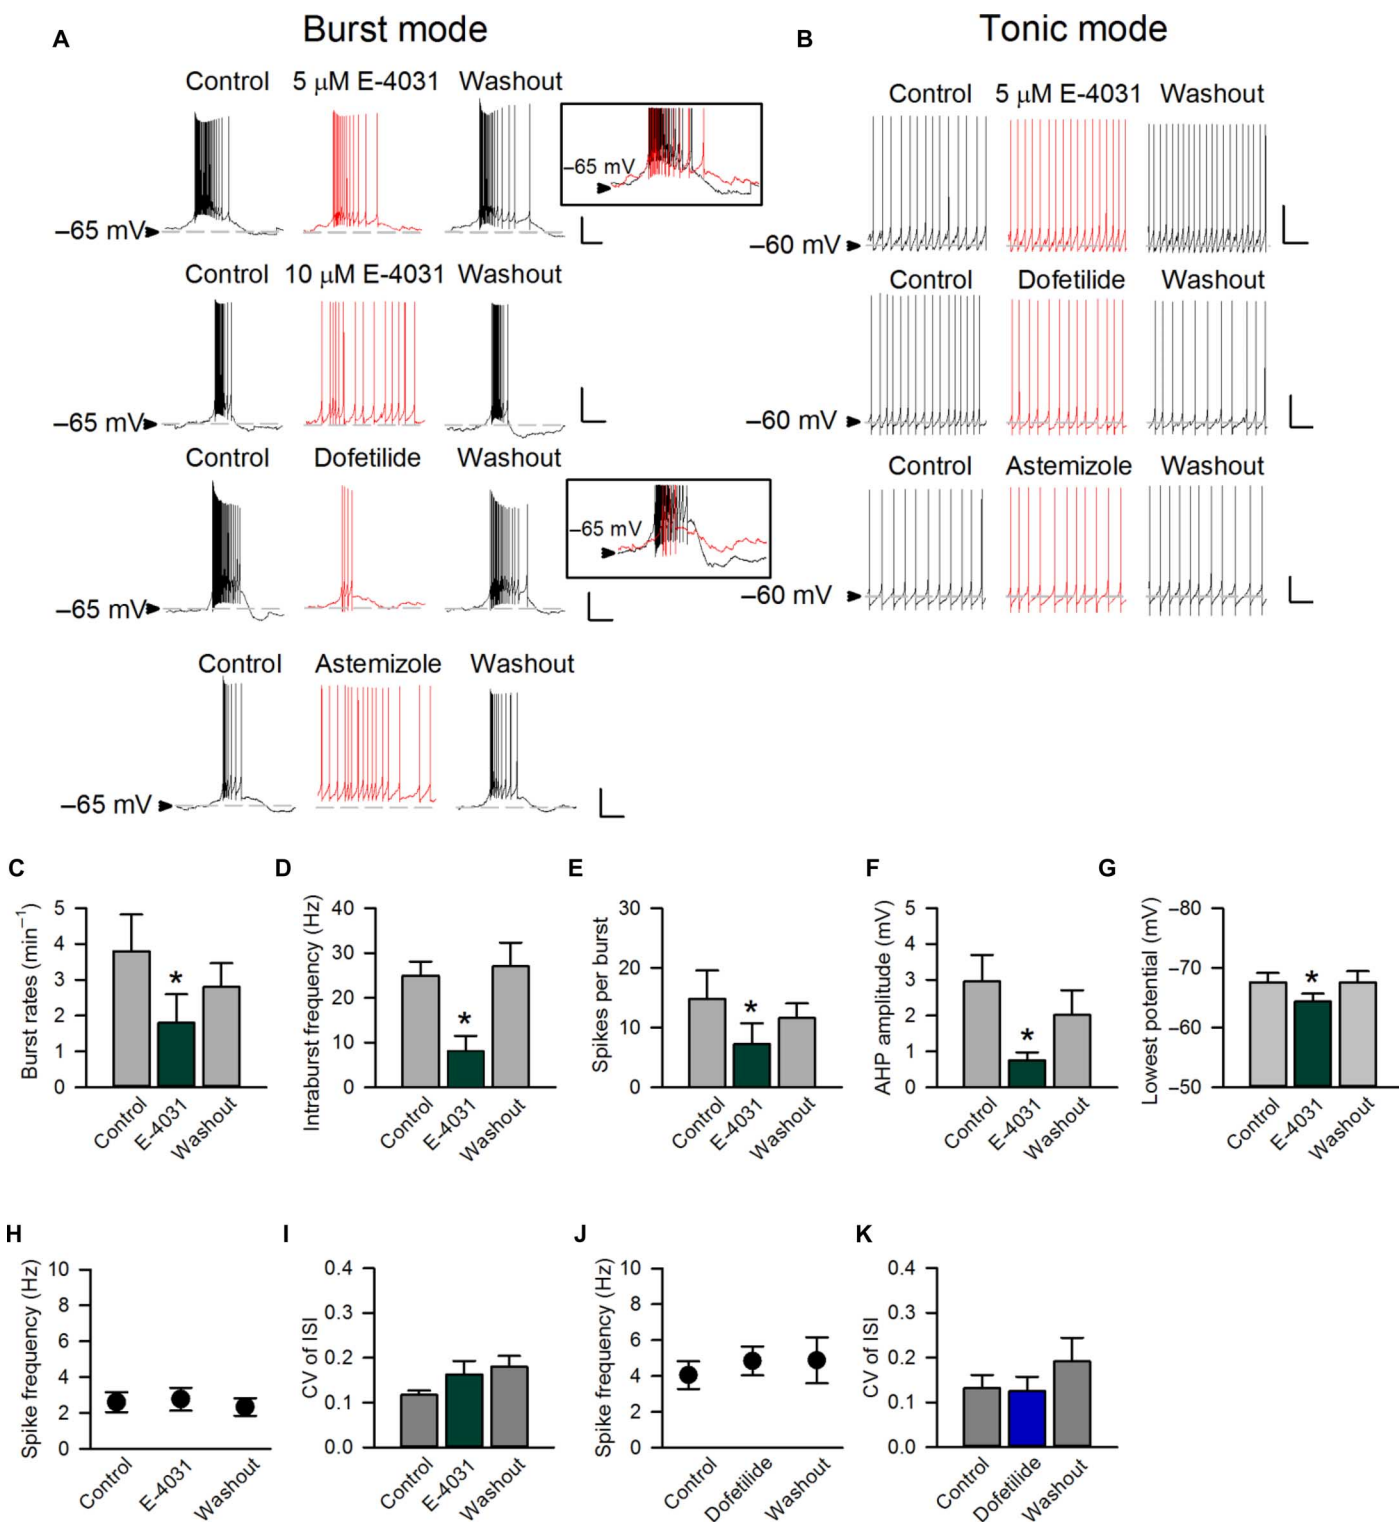 A
Burst mode
Control 5 μM E-4031 Washout
–65 mV
–65 mV
Control 10 μM E-4031 Washout
–65 mV
Control Dofetilide Washout
–65 mV
–65 mV
Control Astemizole Washout
–65 mV
B
Tonic mode
Control 5 μM E-4031 Washout
–60 mV
Control Dofetilide Washout
–60 mV
Control Astemizole Washout
–60 mV
C
Burst rates (min⁻¹)
5
4
3
2
1
0
Control
E-4031
Washout
D
Intraburst frequency (Hz)
40
30
20
10
0
*
Control
E-4031
Washout
E
Spikes per burst
30
20
10
0
*
Control
E-4031
Washout
F
AHP amplitude (mV)
5
4
3
2
1
0
*
Control
E-4031
Washout
G
Lowest potential (mV)
–80
–70
–60
–50
*
Control
E-4031
Washout
H
Spike frequency (Hz)
10
8
6
4
2
0
Control
E-4031
Washout
I
CV of ISI
0.4
0.3
0.2
0.1
0.0
Control
E-4031
Washout
J
Spike frequency (Hz)
10
8
6
4
2
0
Control
Dofetilide
Washout
K
CV of ISI
0.4
0.3
0.2
0.1
0.0
Control
Dofetilide
Washout